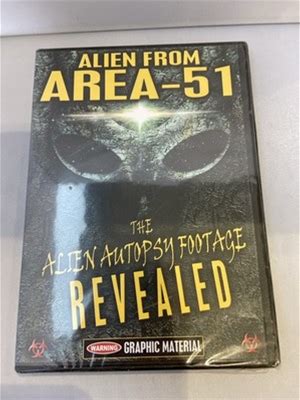 ALIEN FROM
AREA-51
THE
ALIEN AUTOPSY FOOTAGE
REVEALED
WARNING GRAPHIC MATERIAL